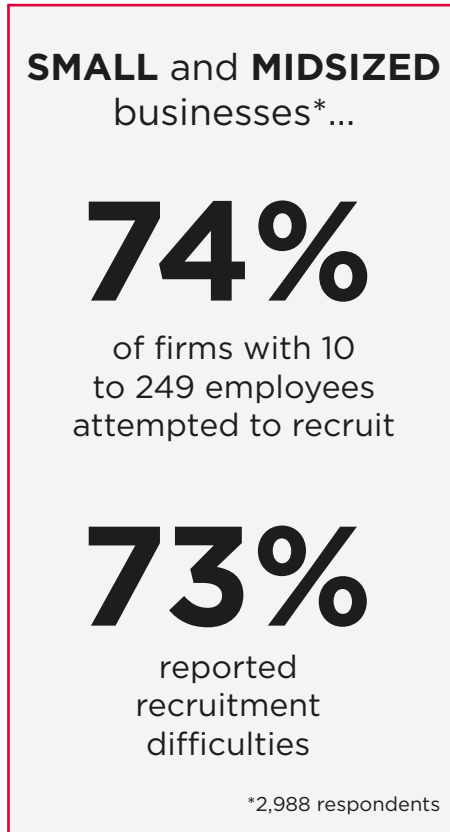 SMALL and MIDSIZED
businesses*...
74%
of firms with 10
to 249 employees
attempted to recruit
73%
reported
recruitment
difficulties
*2,988 respondents